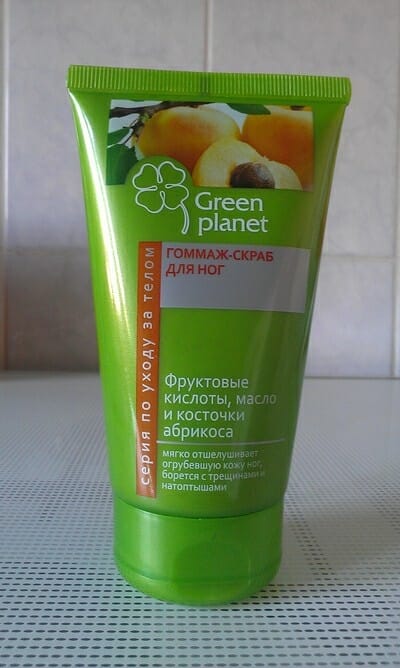 Green
planet
ГОММАЖ-СКРАБ
ДЛЯ НОГ
серия по уходу за телом
Фруктовые
кислоты, масло
и косточки
абрикоса
мягко отшелушивает
огрубевшую кожу ног,
борется с трещинами и
натоптышами